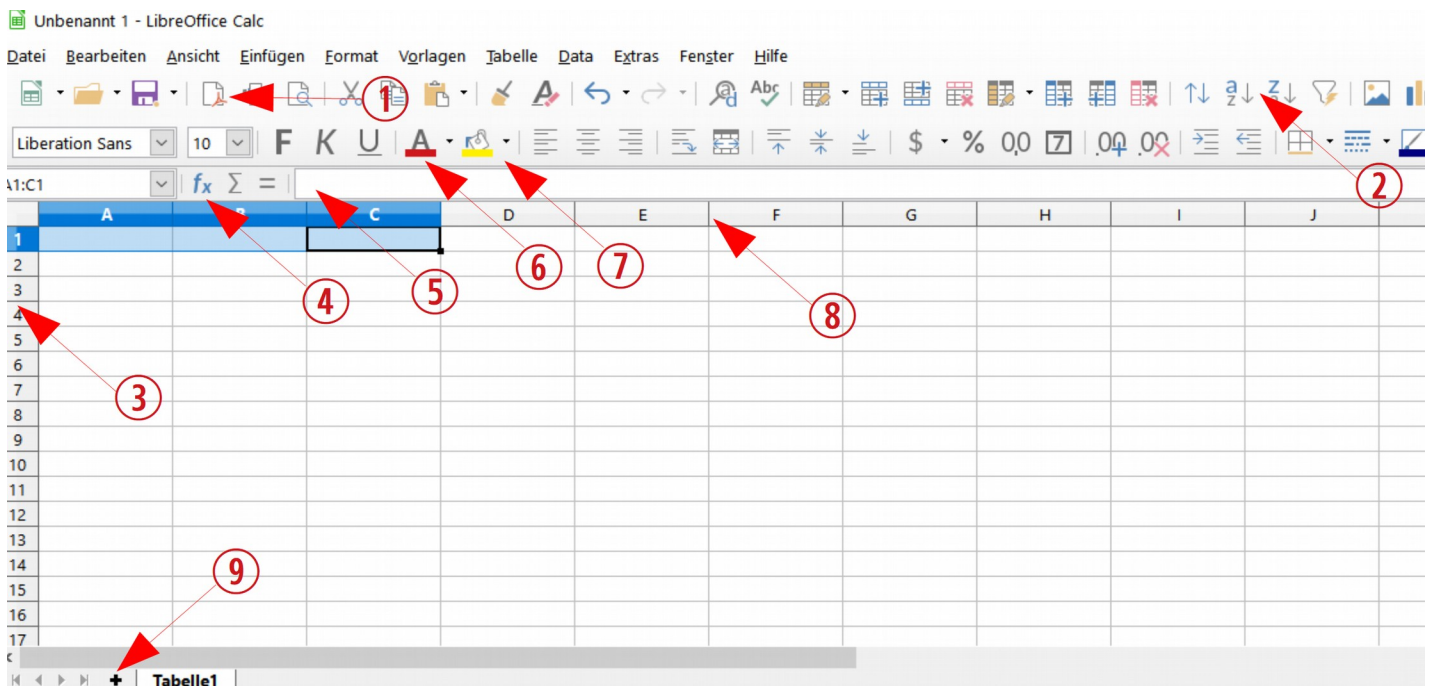 Unbenannt 1 - LibreOffice Calc
Datei Bearbeiten Ansicht Einfügen Format Vorlagen Tabelle Data Extras Fenster Hilfe
1 Abc a z
Liberation Sans 10 F K U A $ % 0,0 7 .00 .00
A1:C1 fx Σ = 2
A B C D E F G H I J
1
2 6 7
3 4 5
4 8
5
6
7 3
8
9
10
11
12
13
14 9
15
16
17
Tabelle1